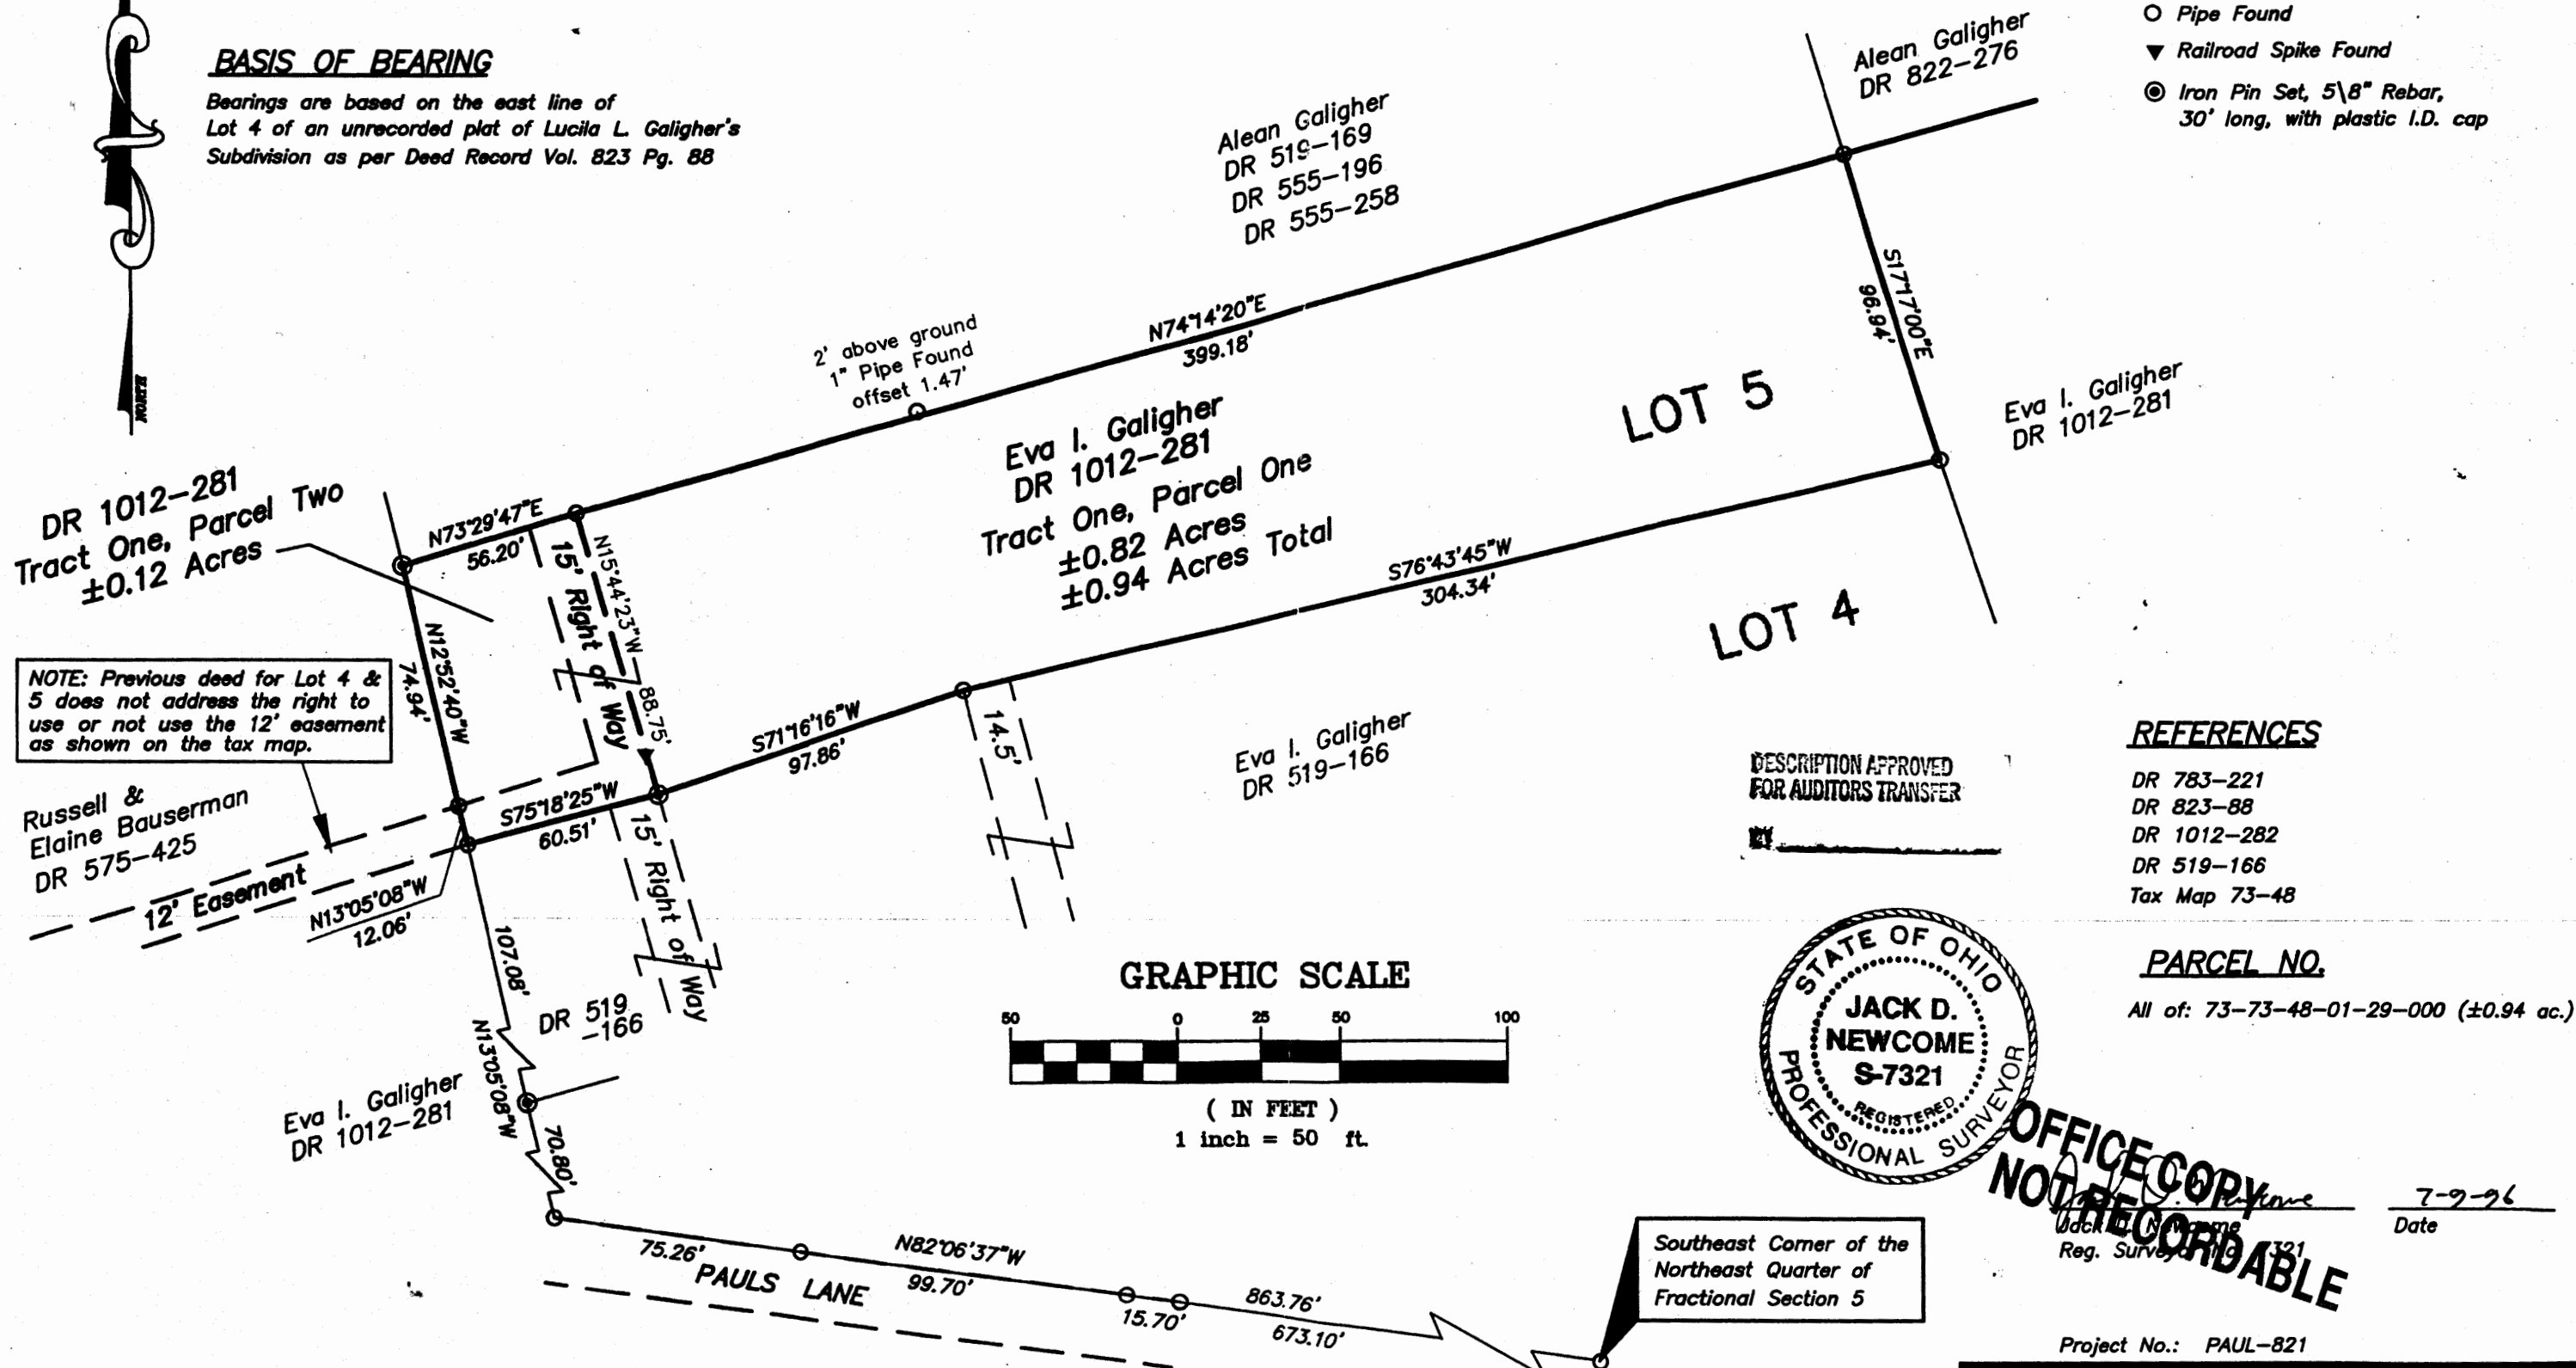 BASIS OF BEARING
Bearings are based on the east line of
Lot 4 of an unrecorded plat of Lucila L. Galigher's
Subdivision as per Deed Record Vol. 823 Pg. 88
NORTH
Pipe Found
Railroad Spike Found
Iron Pin Set, 5\8" Rebar,
30' long, with plastic I.D. cap
Alean Galigher
DR 822-276
Alean Galigher
DR 519-169
DR 555-196
DR 555-258
S17°17'00"E
96.94'
N74°14'20"E
399.18'
2' above ground
1" Pipe Found
offset 1.47'
LOT 5
Eva I. Galigher
DR 1012-281
Eva I. Galigher
DR 1012-281
Tract One, Parcel One
±0.82 Acres
±0.94 Acres Total
DR 1012-281
Tract One, Parcel Two
±0.12 Acres
N73°29'47"E
56.20'
15' Right of Way
N15°44'23"W
88.75'
S76°43'45"W
304.34'
LOT 4
N12°52'40"W
74.94'
NOTE: Previous deed for Lot 4 &
5 does not address the right to
use or not use the 12' easement
as shown on the tax map.
S71°16'16"W
97.86'
14.5'
Eva I. Galigher
DR 519-166
Russell &
Elaine Bauserman
DR 575-425
S75°18'25"W
60.51'
15' Right of Way
12' Easement
N13°05'08"W
12.06'
107.08'
DR 519
-166
N13°05'08"W
Eva I. Galigher
DR 1012-281
70.80'
DESCRIPTION APPROVED
FOR AUDITORS TRANSFER
REFERENCES
DR 783-221
DR 823-88
DR 1012-282
DR 519-166
Tax Map 73-48
PARCEL NO.
All of: 73-73-48-01-29-000 (±0.94 ac.)
GRAPHIC SCALE
50 0 25 50 100
( IN FEET )
1 inch = 50 ft.
STATE OF OHIO
JACK D.
NEWCOME
S-7321
REGISTERED
PROFESSIONAL SURVEYOR
OFFICE COPY
NOT RECORDABLE
7-9-96
Jack D. Newcome
Date
Reg. Surveyor No. 7321
75.26'
N82°06'37"W
99.70'
PAULS LANE
15.70'
863.76'
673.10'
Southeast Corner of the
Northeast Quarter of
Fractional Section 5
Project No.: PAUL-821